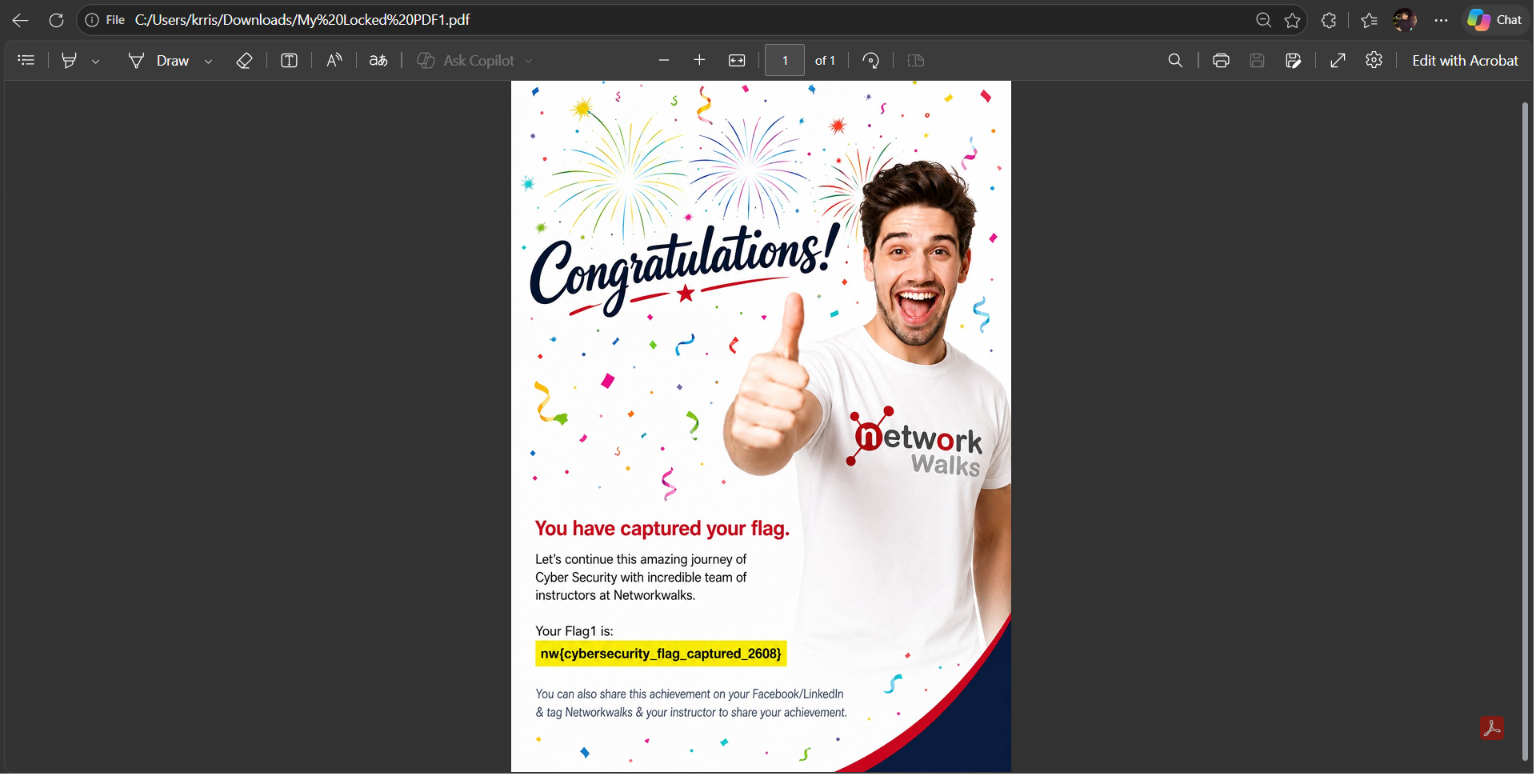 File C:/Users/krris/Downloads/My%20Locked%20PDF1.pdf
Chat
Draw
Ask Copilot
1 of 1
Edit with Acrobat
Congratulations!
network
Walks
You have captured your flag.
Let's continue this amazing journey of
Cyber Security with incredible team of
instructors at Networkwalks.
Your Flag1 is:
nw{cybersecurity_flag_captured_2608}
You can also share this achievement on your Facebook/LinkedIn
& tag Networkwalks & your instructor to share your achievement.